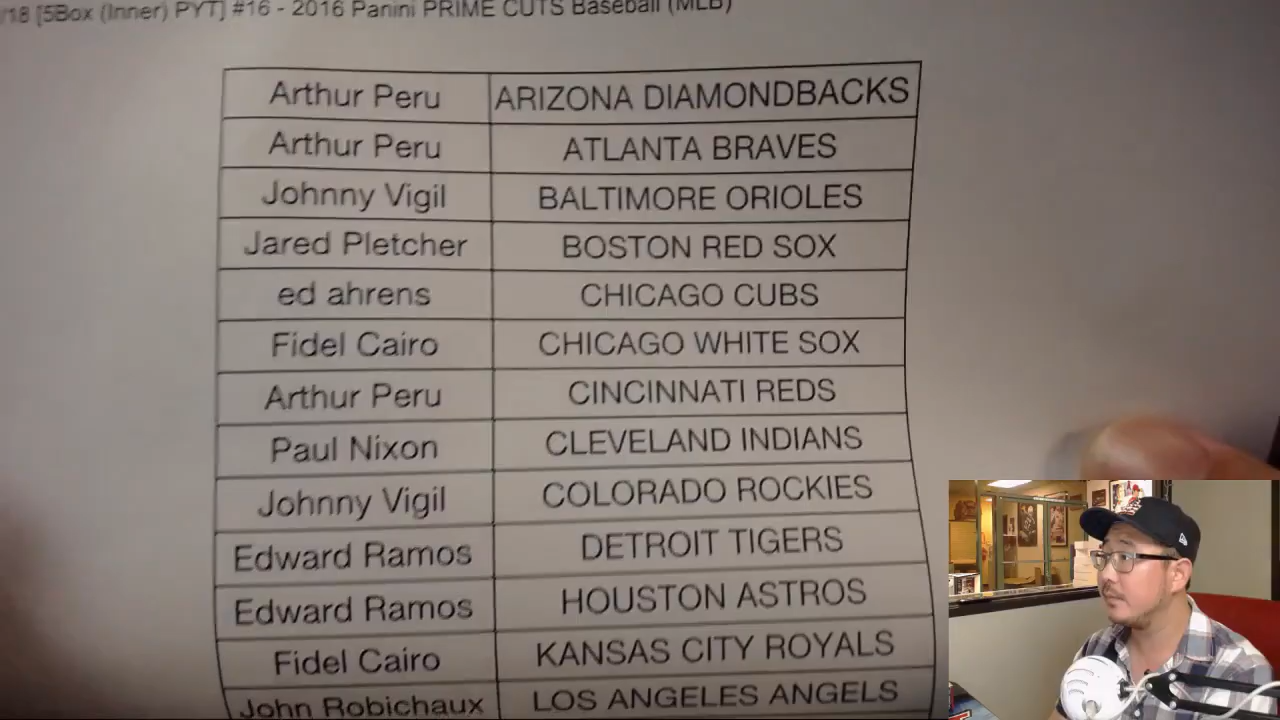 /18 [5Box (Inner) PYT] #16 - 2016 Panini PRIME CUTS Baseball (MLB)
Arthur Peru ARIZONA DIAMONDBACKS
Arthur Peru ATLANTA BRAVES
Johnny Vigil BALTIMORE ORIOLES
Jared Pletcher BOSTON RED SOX
ed ahrens CHICAGO CUBS
Fidel Cairo CHICAGO WHITE SOX
Arthur Peru CINCINNATI REDS
Paul Nixon CLEVELAND INDIANS
Johnny Vigil COLORADO ROCKIES
Edward Ramos DETROIT TIGERS
Edward Ramos HOUSTON ASTROS
Fidel Cairo KANSAS CITY ROYALS
John Robichaux LOS ANGELES ANGELS